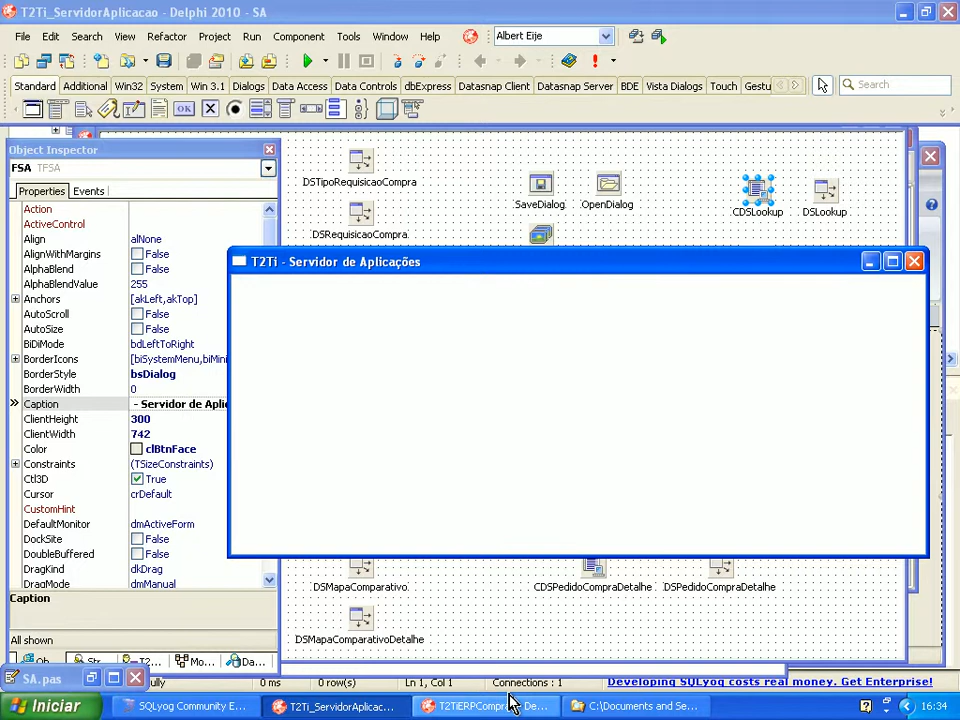 T2Ti_ServidorAplicacao - Delphi 2010 - SA
File Edit Search View Refactor Project Run Component Tools Window Help Albert Eije
Standard Additional Win32 System Win 3.1 Dialogs Data Access Data Controls dbExpress Datasnap Client Datasnap Server BDE Vista Dialogs Touch Gestu Search
Object Inspector
FSA TFSA
Properties Events
Action
ActiveControl
Align alNone
AlignWithMargins False
AlphaBlend False
AlphaBlendValue 255
Anchors [akLeft,akTop]
AutoScroll False
AutoSize False
BiDiMode bdLeftToRight
BorderIcons [biSystemMenu,biMini
BorderStyle bsDialog
BorderWidth 0
Caption - Servidor de Aplic
ClientHeight 300
ClientWidth 742
Color clBtnFace
Constraints (TSizeConstraints)
Ctl3D True
Cursor crDefault
CustomHint
DefaultMonitor dmActiveForm
DockSite False
DoubleBuffered False
DragKind dkDrag
DragMode dmManual
Caption
All shown
DSTipoRequisicaoCompra
DSRequisicaoCompra
SaveDialog
OpenDialog
CDSLookup
DSLookup
T2Ti - Servidor de Aplicações
DSMapaComparativo
CDSPedidoCompraDetalhe
DSPedidoCompraDetalhe
DSMapaComparativoDetalhe
Str... T2... Mo... Da...
SA.pas
0 ms 0 row(s) Ln 1, Col 1 Connections : 1 Developing SQLyog costs real money. Get Enterprise!
Iniciar SQLyog Community E... T2Ti_ServidorAplicac... C:\Documents and Se... 16:34